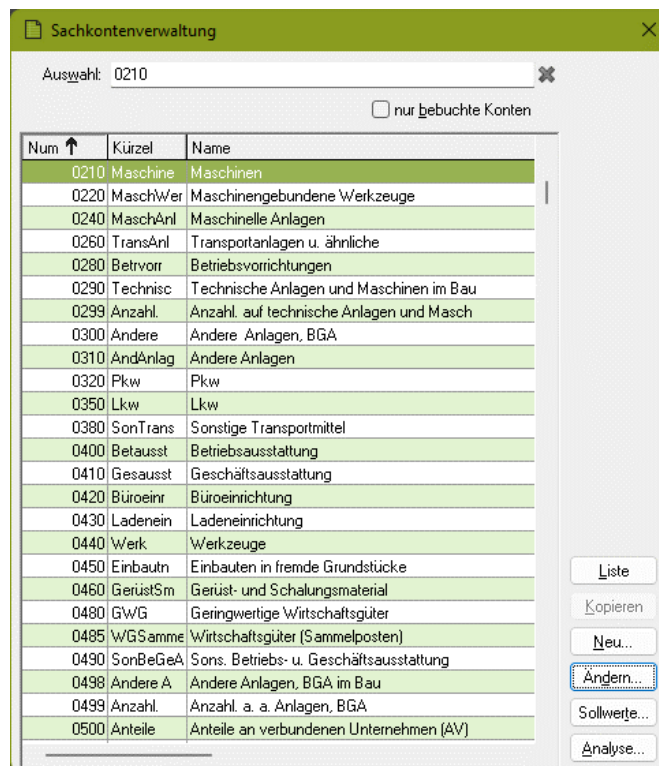 Sachkontenverwaltung
Auswahl: 0210
nur bebuchte Konten
Num Kürzel Name
0210 Maschine Maschinen
0220 MaschWer Maschinengebundene Werkzeuge
0240 MaschAnl Maschinelle Anlagen
0260 TransAnl Transportanlagen u. ähnliche
0280 Betrvorr Betriebsvorrichtungen
0290 Technisc Technische Anlagen und Maschinen im Bau
0299 Anzahl. Anzahl. auf technische Anlagen und Masch
0300 Andere Andere Anlagen, BGA
0310 AndAnlag Andere Anlagen
0320 Pkw Pkw
0350 Lkw Lkw
0380 SonTrans Sonstige Transportmittel
0400 Betausst Betriebsausstattung
0410 Gesausst Geschäftsausstattung
0420 Büroeinr Büroeinrichtung
0430 Ladenein Ladeneinrichtung
0440 Werk Werkzeuge
0450 Einbautn Einbauten in fremde Grundstücke
0460 GerüstSm Gerüst- und Schalungsmaterial
0480 GWG Geringwertige Wirtschaftsgüter
0485 WGSamme Wirtschaftsgüter (Sammelposten)
0490 SonBeGeA Sons. Betriebs- u. Geschäftsausstattung
0498 Andere A Andere Anlagen, BGA im Bau
0499 Anzahl. Anzahl. a. a. Anlagen, BGA
0500 Anteile Anteile an verbundenen Unternehmen (AV)
Liste
Kopieren
Neu...
Ändern...
Sollwerte...
Analyse...